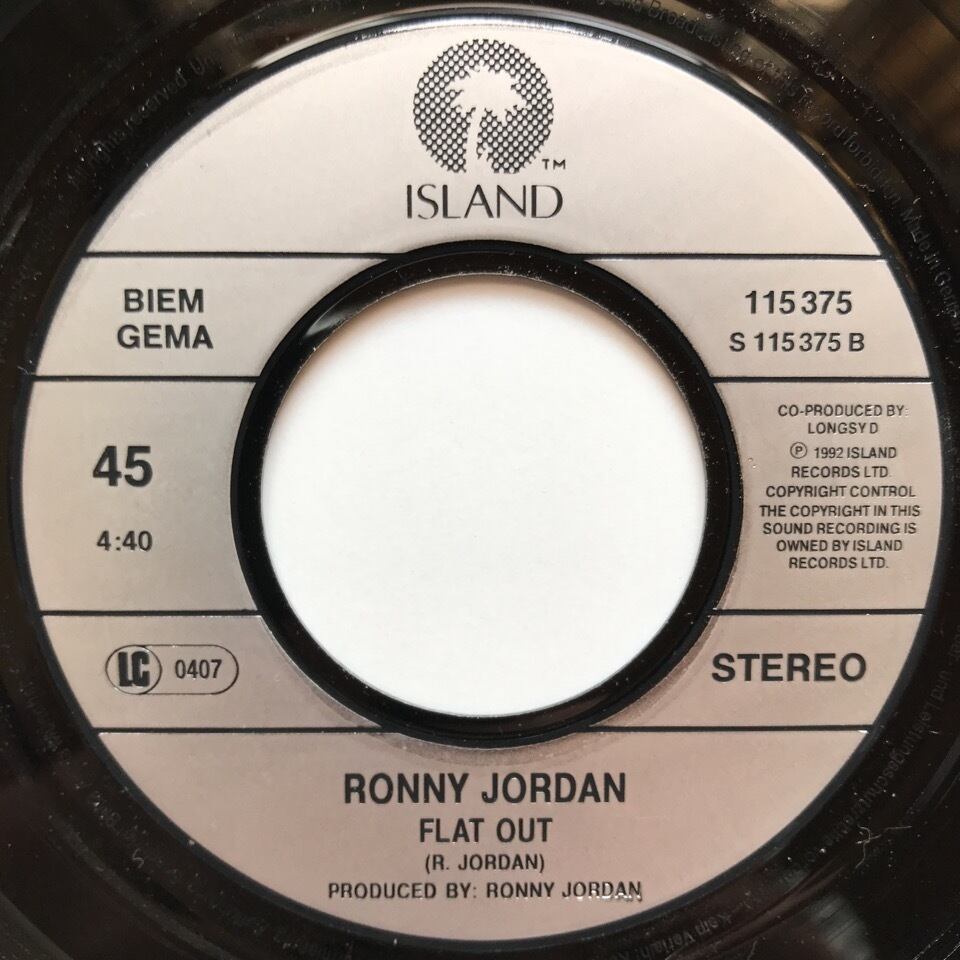 TM
ISLAND
BIEM
GEMA
115 375
S 115 375 B
45
4:40
CO-PRODUCED BY:
LONGSY D
Ⓟ 1992 ISLAND
RECORDS LTD.
COPYRIGHT CONTROL
THE COPYRIGHT IN THIS
SOUND RECORDING IS
OWNED BY ISLAND
RECORDS LTD.
LC 0407
STEREO
RONNY JORDAN
FLAT OUT
(R. JORDAN)
PRODUCED BY: RONNY JORDAN